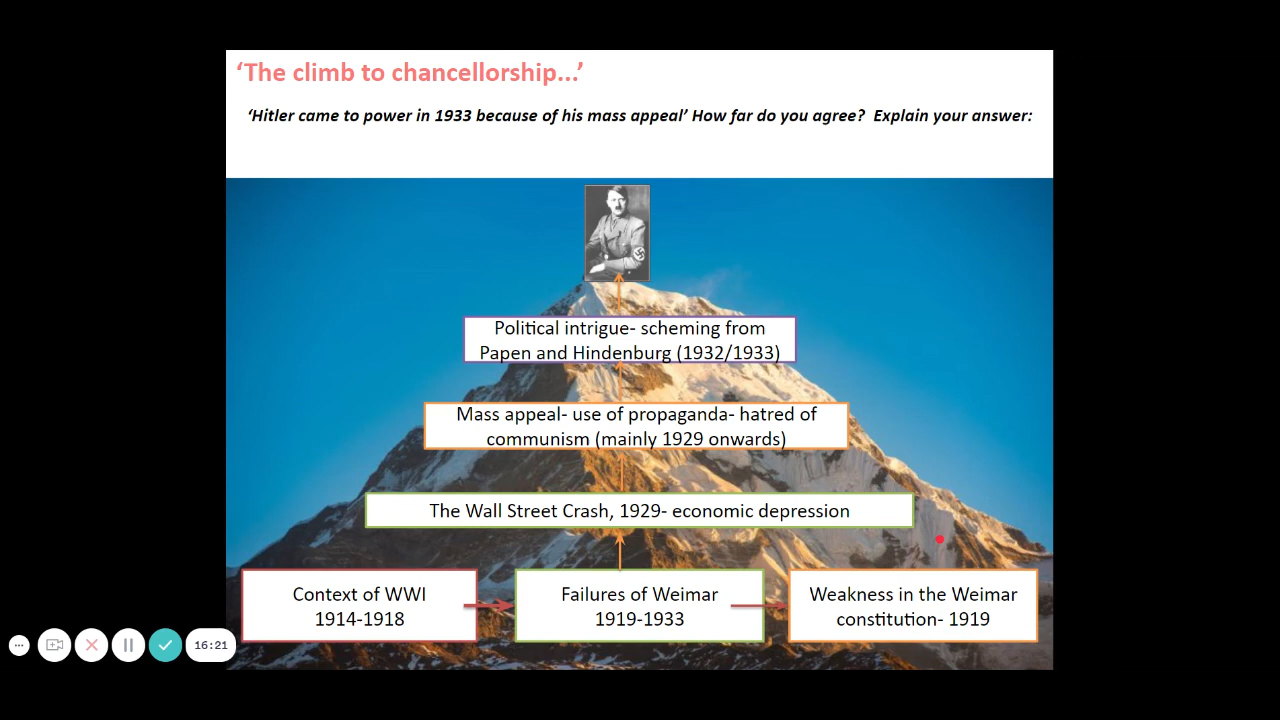 ‘The climb to chancellorship...’
‘Hitler came to power in 1933 because of his mass appeal’ How far do you agree?  Explain your answer:
Political intrigue- scheming from
Papen and Hindenburg (1932/1933)
Mass appeal- use of propaganda- hatred of
communism (mainly 1929 onwards)
The Wall Street Crash, 1929- economic depression
Context of WWI
1914-1918
Failures of Weimar
1919-1933
Weakness in the Weimar
constitution- 1919
16:21